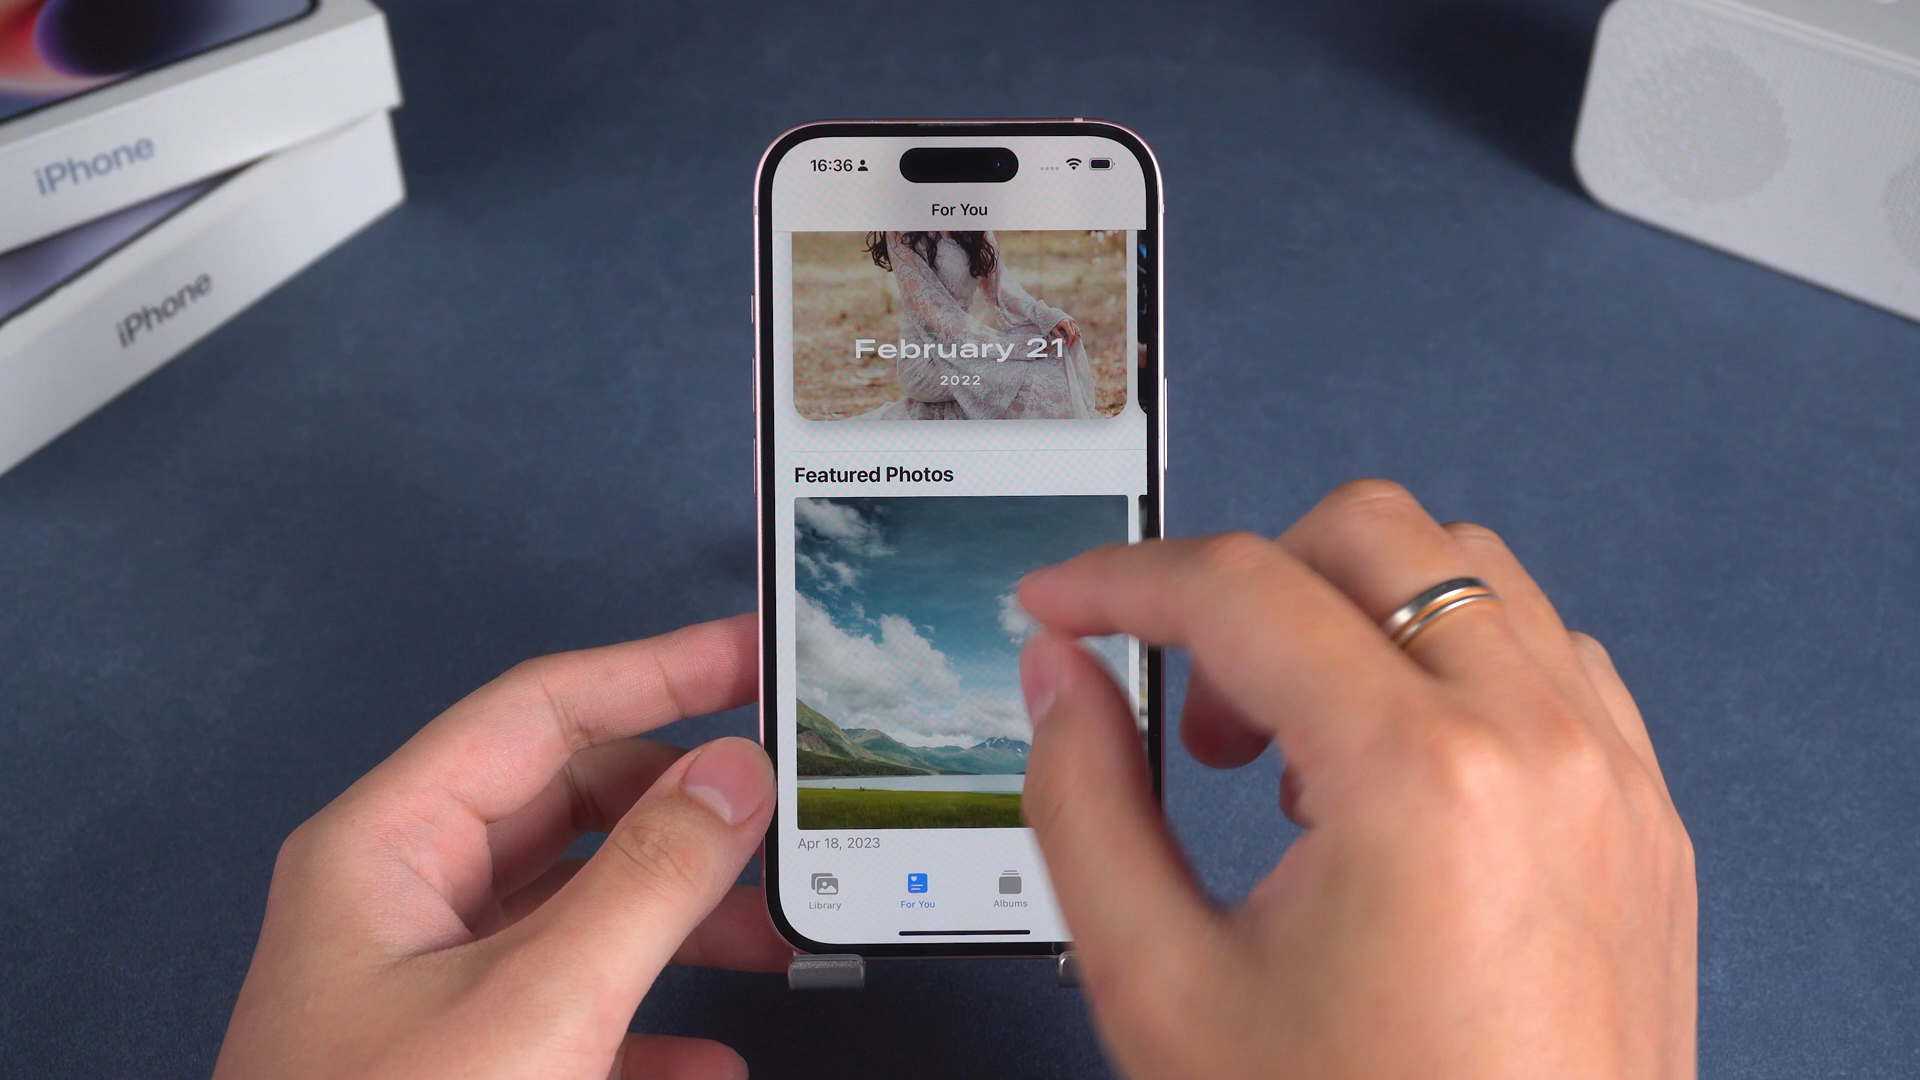 iPhone
iPhone
16:36
For You
February 21
2022
Featured Photos
Apr 18, 2023
Library
For You
Albums